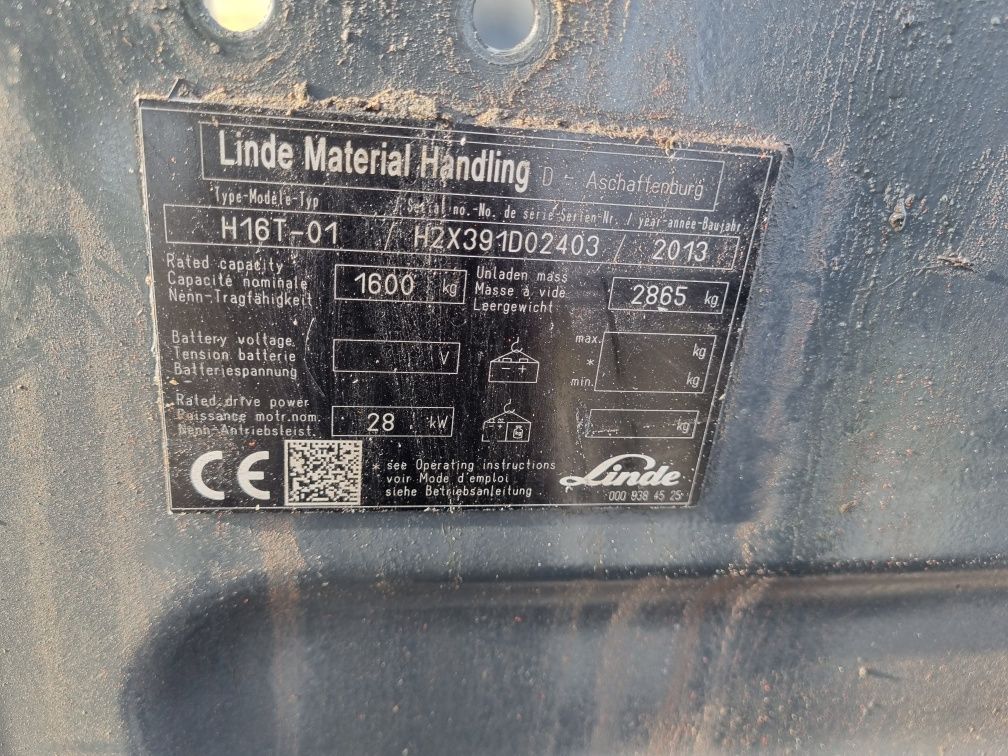 Linde Material Handling D - Aschaffenburg
Type-Modèle-Typ / Serial no.-No. de série-Serien-Nr. / year-année-Baujahr
H16T-01 / H2X391D02403 / 2013
Rated capacity
Capacité nominale
Nenn-Tragfähigkeit
1600 kg
Unladen mass
Masse à vide
Leergewicht
2865 kg
Battery voltage
Tension batterie
Batteriespannung
V
- +
max. kg
*
min. kg
Rated drive power
Puissance motr.nom.
Nenn-Antriebsleist.
28 kW
kg
CE
* see Operating instructions
voir Mode d'emploi
siehe Betriebsanleitung
Linde
000 938 45 25